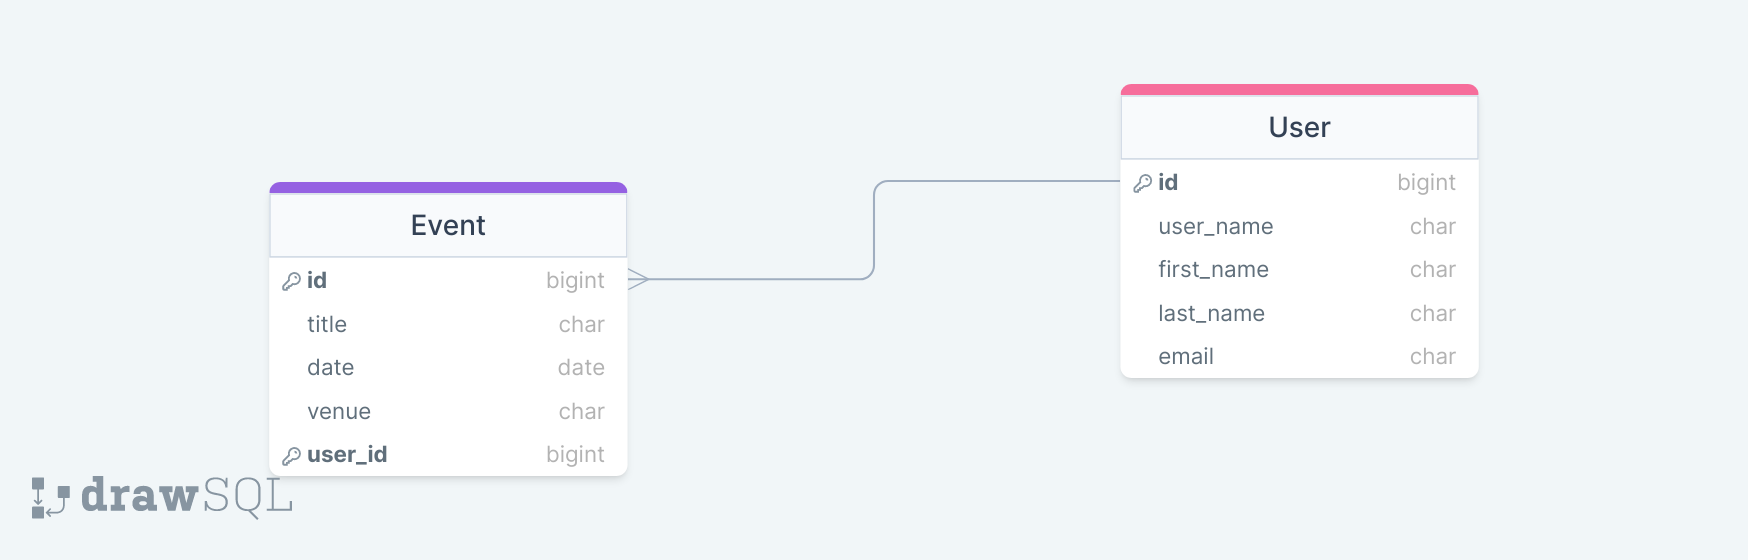 Event
id bigint
title char
date date
venue char
user_id bigint
User
id bigint
user_name char
first_name char
last_name char
email char
drawSQL